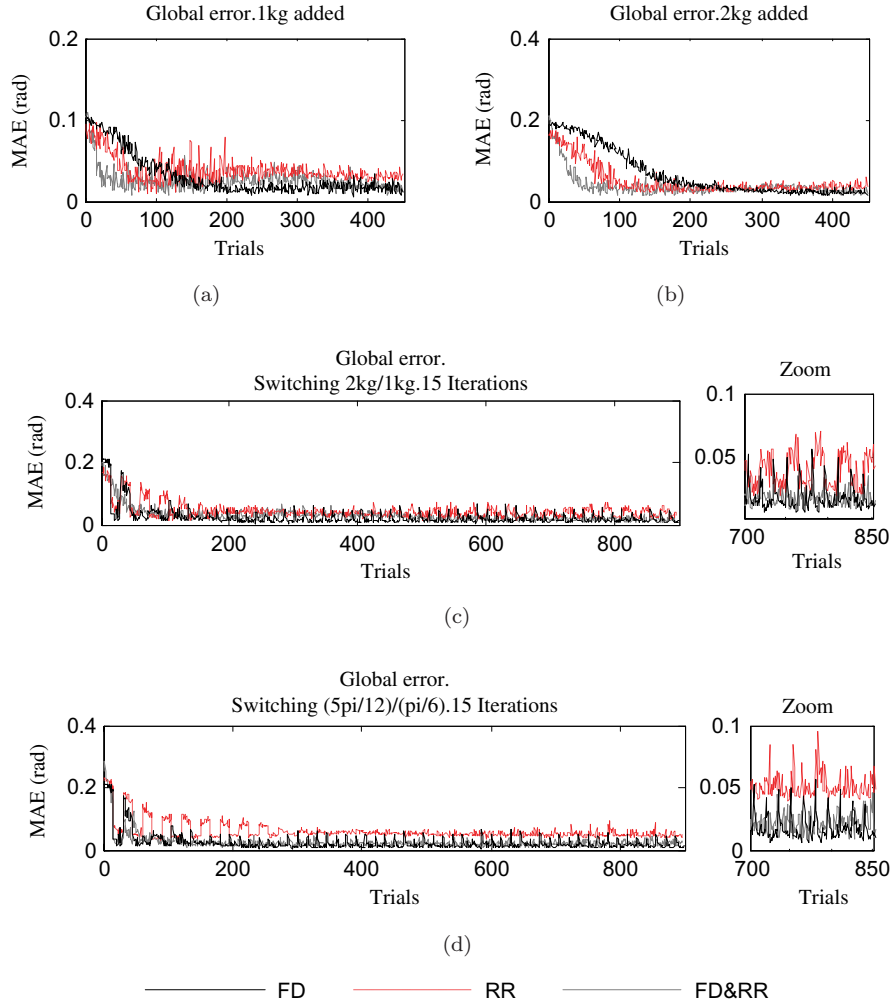 Global error.1kg added
0.2
0.1
0
MAE (rad)
0 100 200 300 400
Trials
(a)
Global error.2kg added
0.4
0.2
0
MAE (rad)
0 100 200 300 400
Trials
(b)
Global error.
Switching 2kg/1kg.15 Iterations
0.4
0.2
0
MAE (rad)
0 200 400 600 800
Trials
Zoom
0.1
0.05
0
700 850
Trials
(c)
Global error.
Switching (5pi/12)/(pi/6).15 Iterations
0.4
0.2
0
MAE (rad)
0 200 400 600 800
Trials
Zoom
0.1
0.05
0
700 850
Trials
(d)
FD RR FD&RR